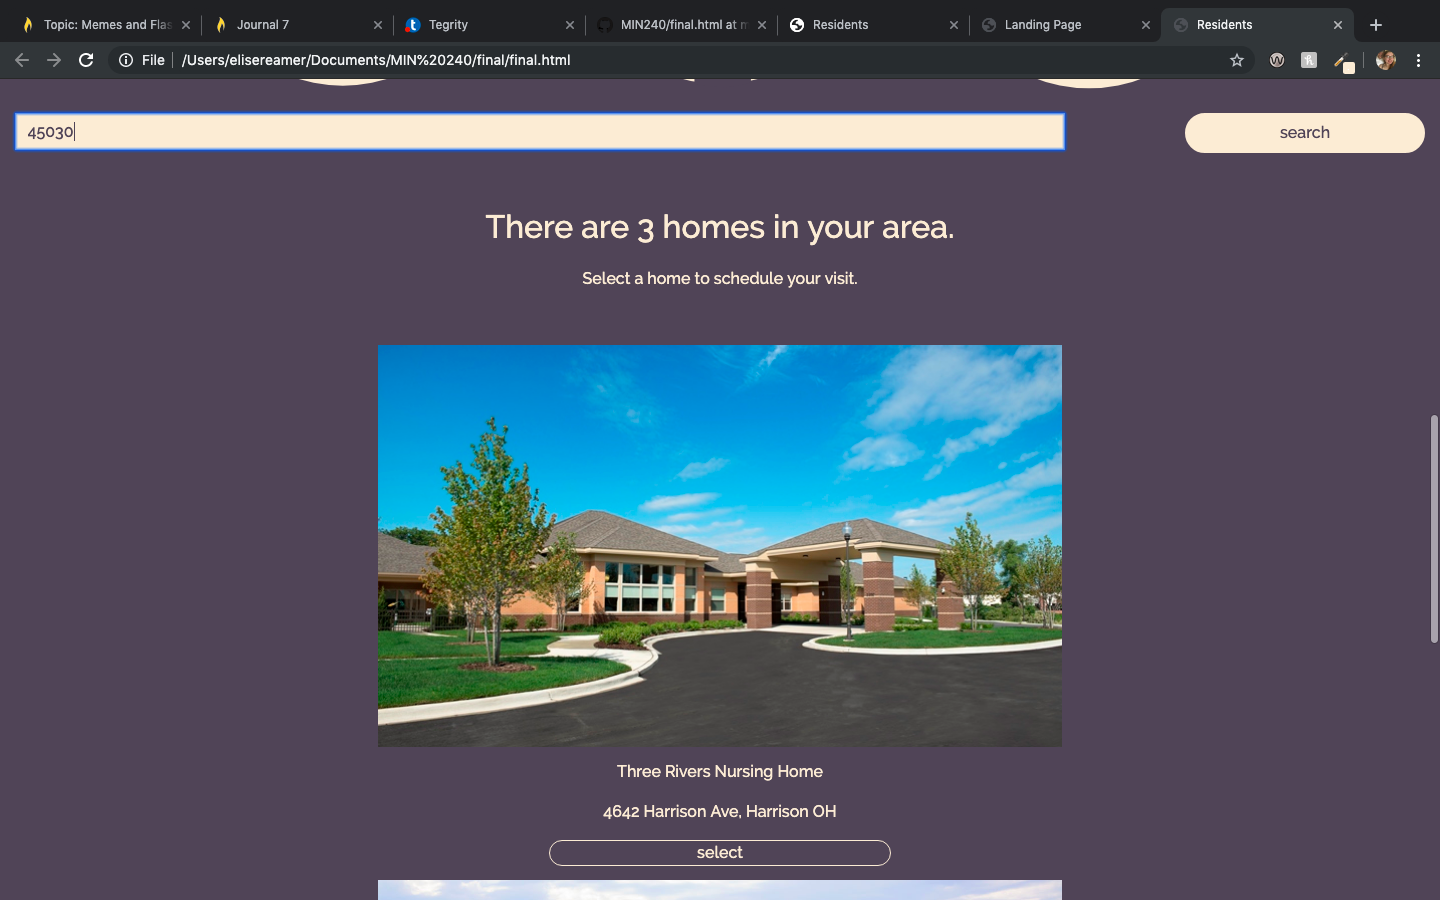 Topic: Memes and Flas
Journal 7
Tegrity
MIN240/final.html at m
Residents
Landing Page
Residents
File
/Users/elisereamer/Documents/MIN%20240/final/final.html
45030
search
There are 3 homes in your area.
Select a home to schedule your visit.
Three Rivers Nursing Home
4642 Harrison Ave, Harrison OH
select